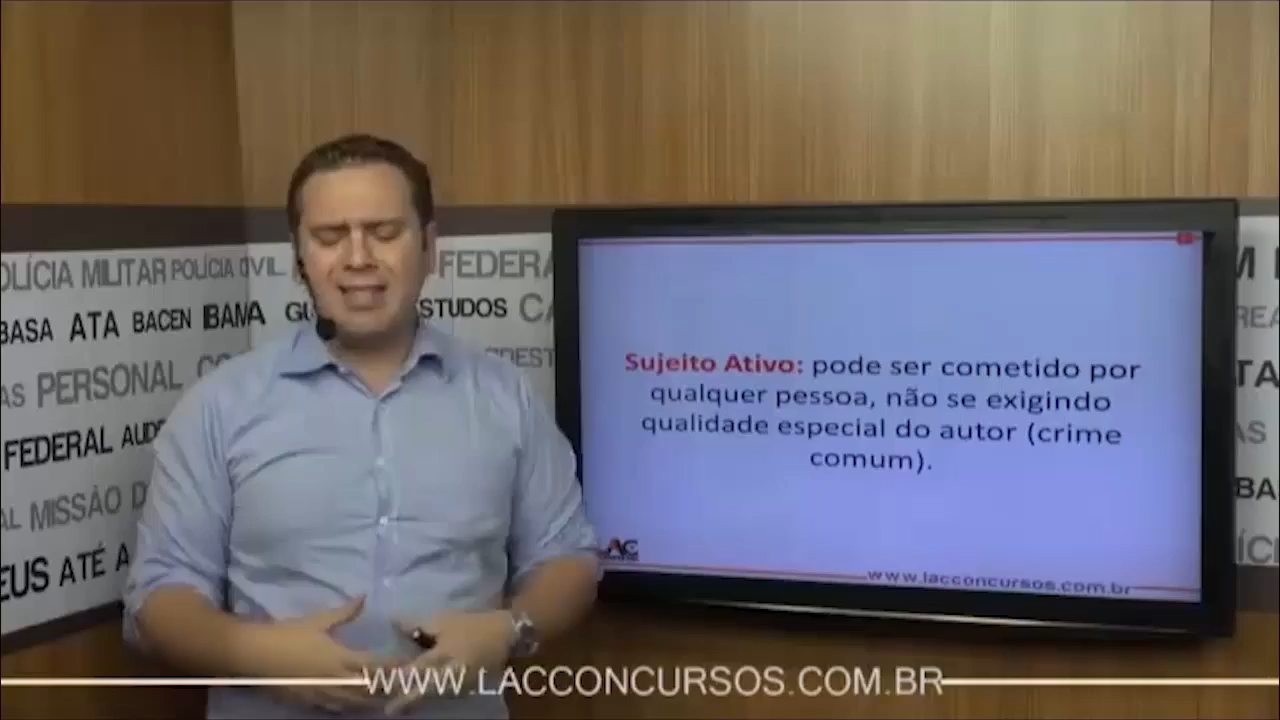 POLÍCIA MILITAR POLÍCIA CIVIL
FEDERA
BASA ATA BACEN IBAMA
ESTUDOS
PERSONAL
FEDERAL
MISSÃO
ATÉ A
Sujeito Ativo: pode ser cometido por
qualquer pessoa, não se exigindo
qualidade especial do autor (crime
comum).
www.lacconcursos.com.br
WWW.LACCONCURSOS.COM.BR